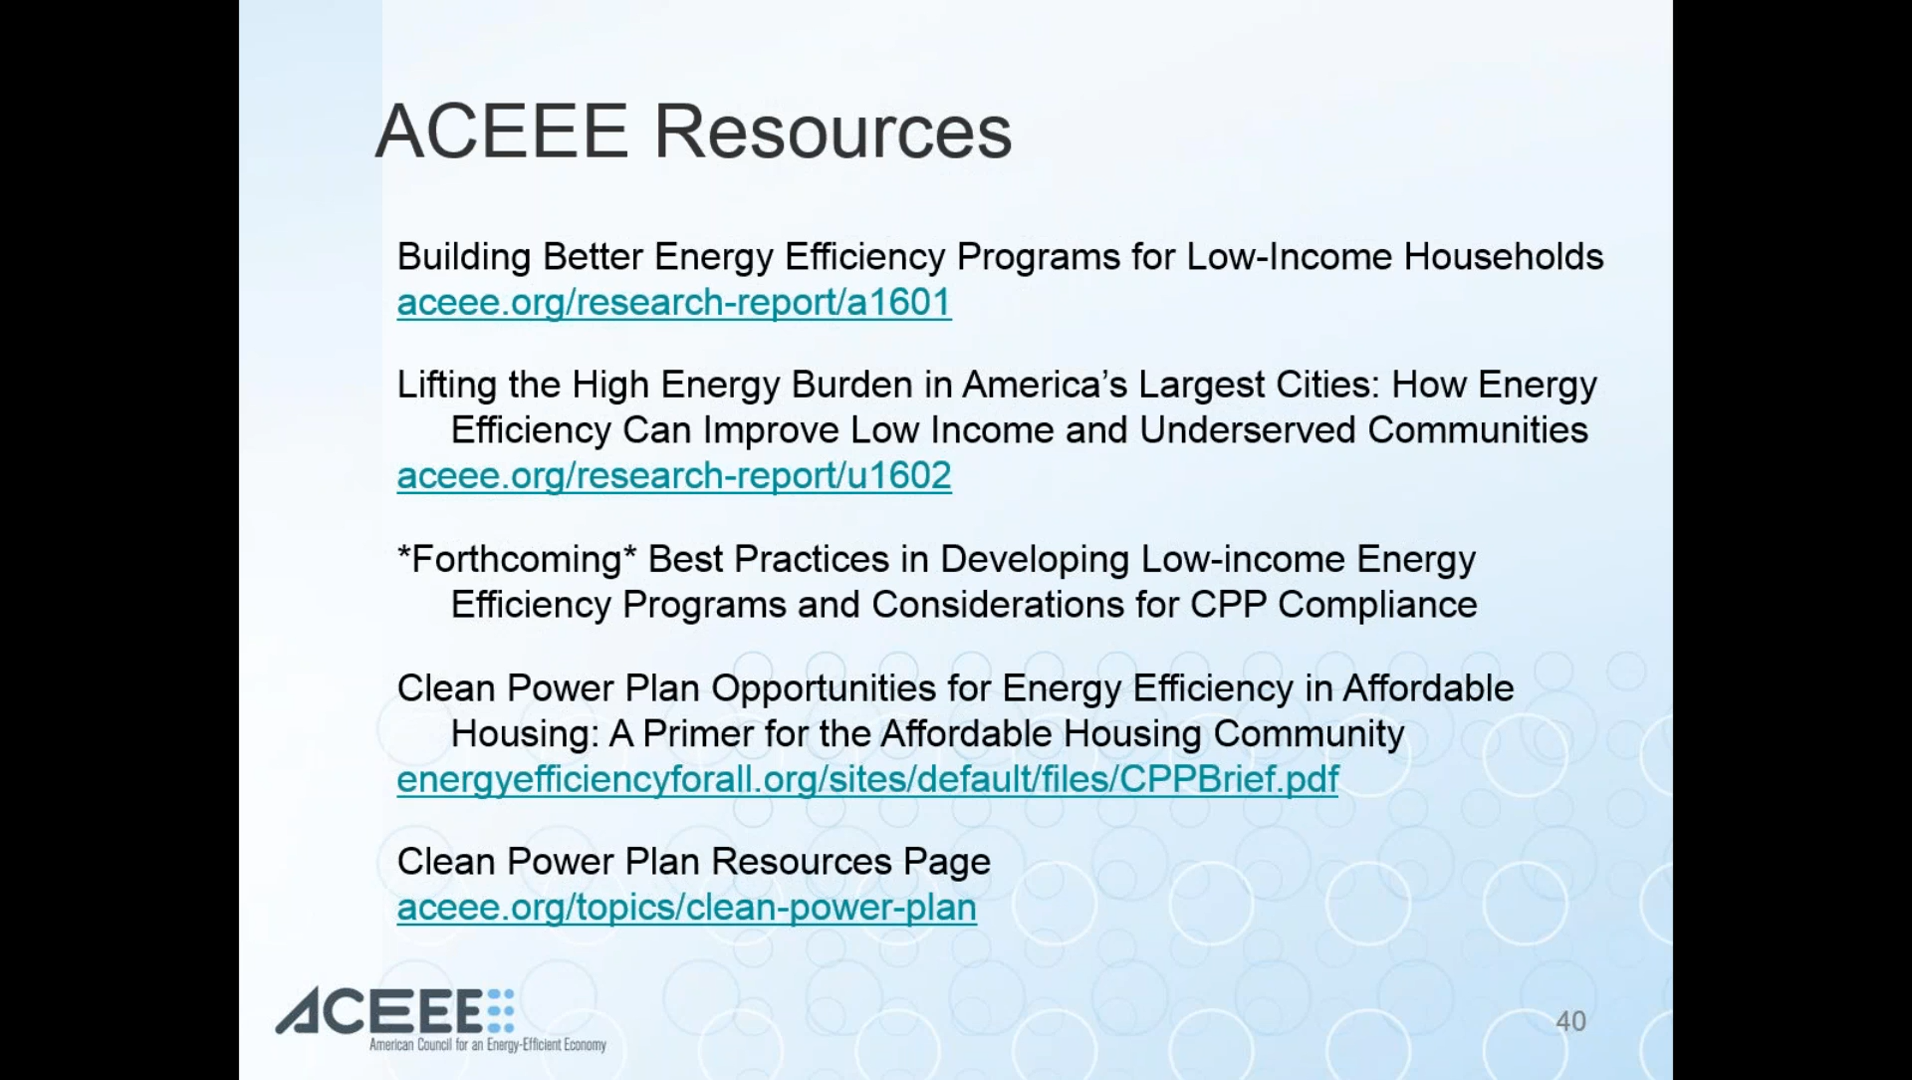 ACEEE Resources
Building Better Energy Efficiency Programs for Low-Income Households
aceee.org/research-report/a1601
Lifting the High Energy Burden in America’s Largest Cities: How Energy
Efficiency Can Improve Low Income and Underserved Communities
aceee.org/research-report/u1602
*Forthcoming* Best Practices in Developing Low-income Energy
Efficiency Programs and Considerations for CPP Compliance
Clean Power Plan Opportunities for Energy Efficiency in Affordable
Housing: A Primer for the Affordable Housing Community
energyefficiencyforall.org/sites/default/files/CPPBrief.pdf
Clean Power Plan Resources Page
aceee.org/topics/clean-power-plan
ACEEE
American Council for an Energy-Efficient Economy
40